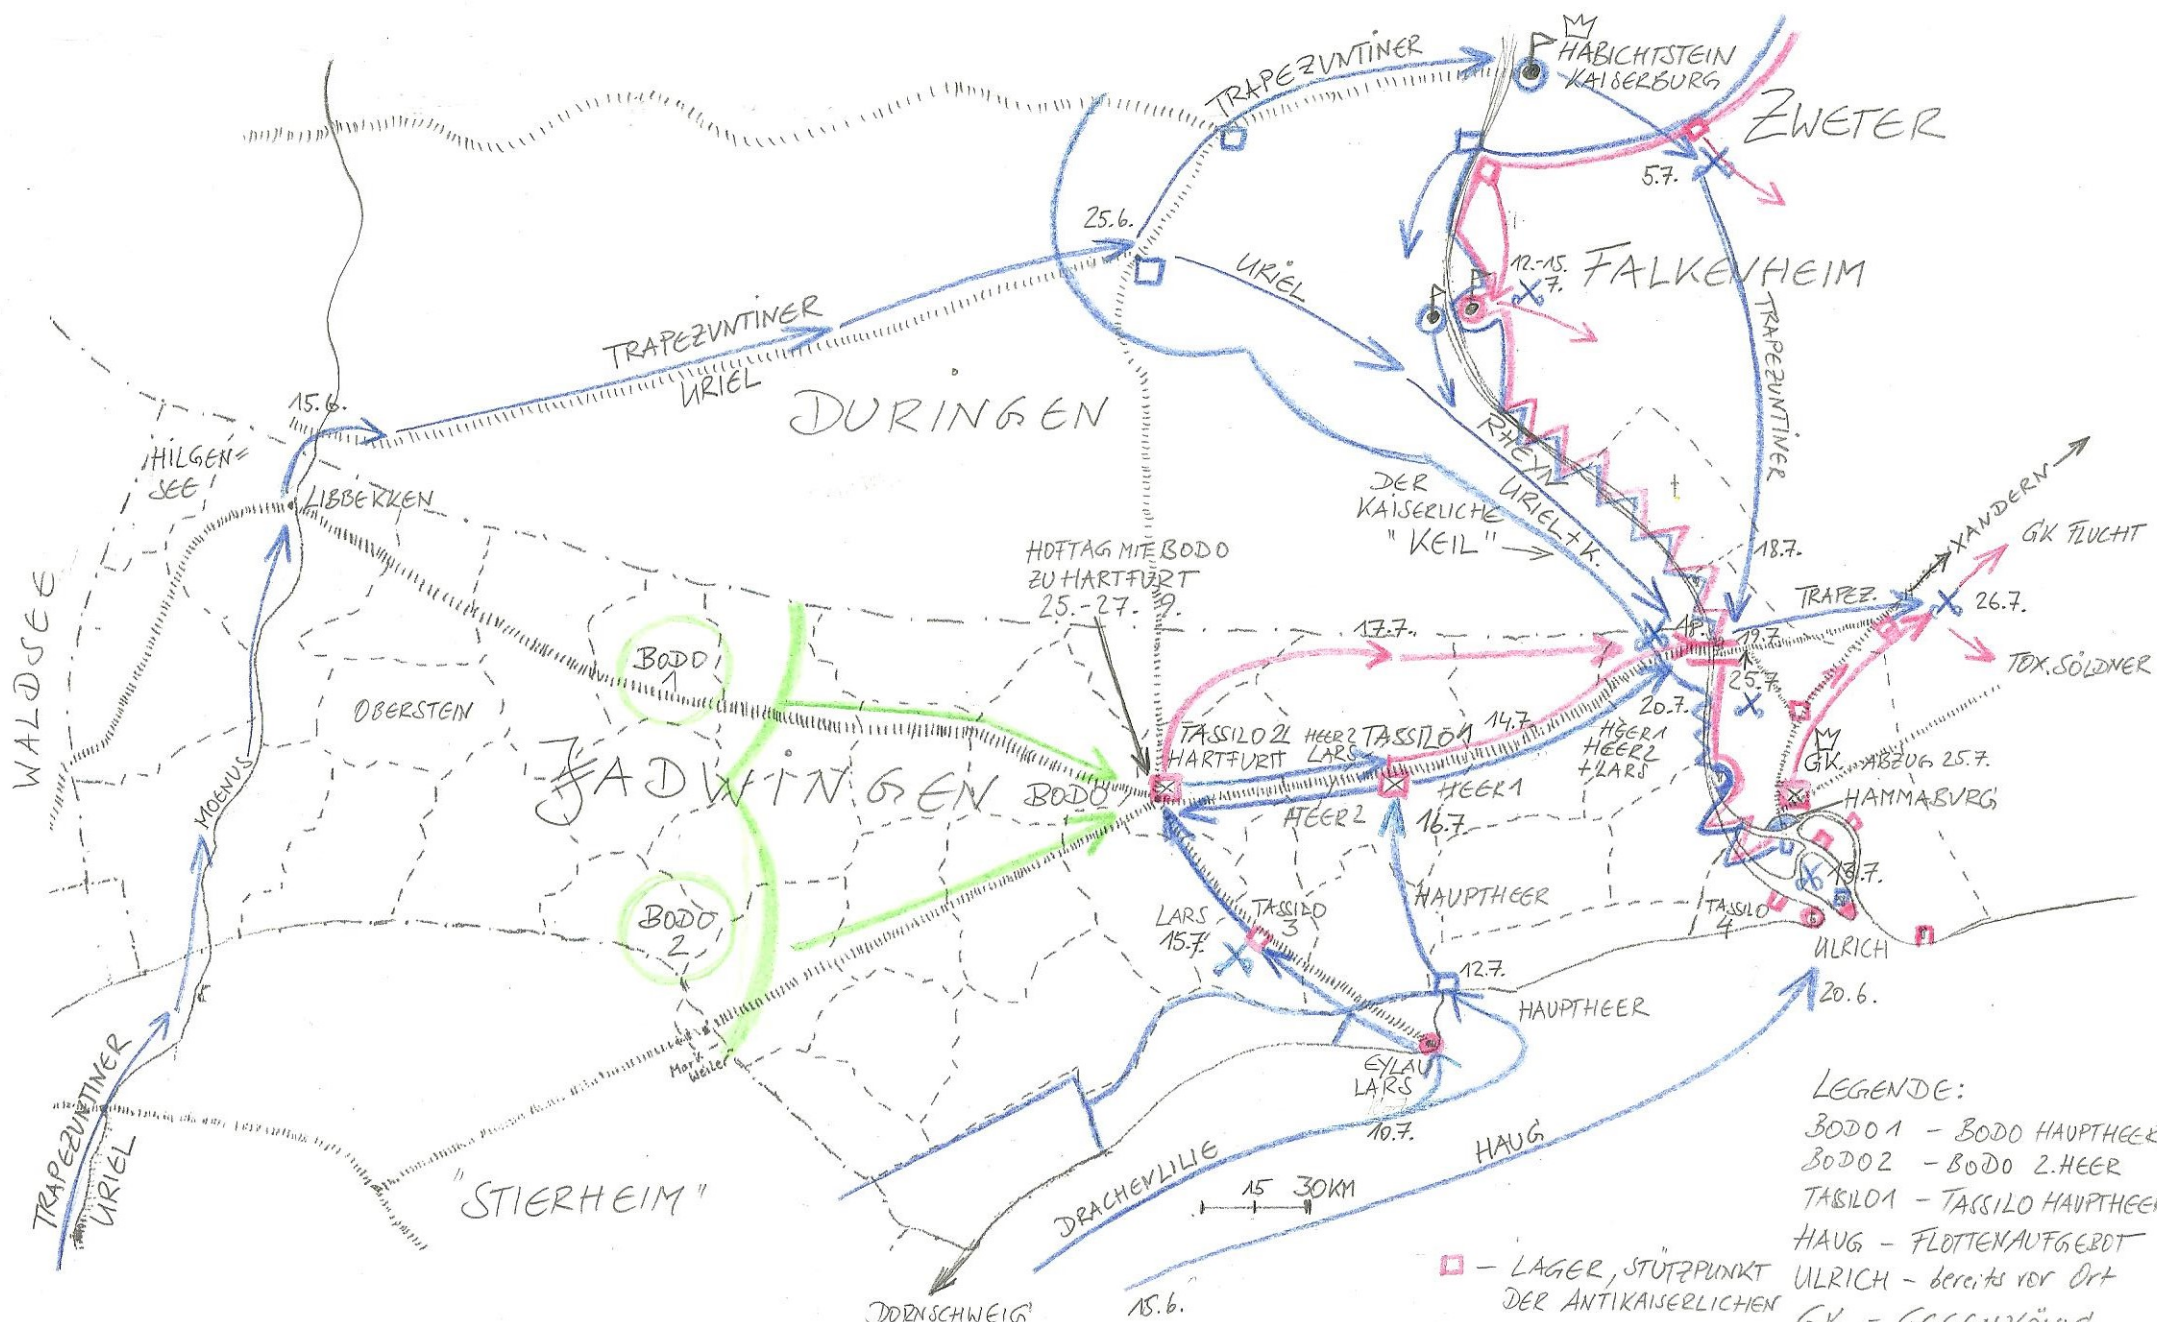 TRAPEZUNTINER
HABICHTSTEIN
KAISERBURG
ZWETER
5.7.
25.6.
URIEL
12.-15.
7.
FALKENHEIM
TRAPEZUNTINER
URIEL
TRAPEZUNTINER
DURINGEN
15.6.
HILGEN=
SEE
LIBBEKKEN
RHEYN
URIEL+K.
DER
KAISERLICHE
"KEIL"
XANDERN
GK FLUCHT
18.7.
HOFTAG MIT BODO
ZU HARTFURT
25.-27. 9.
TRAPEZ.
26.7.
WALDSEE
BODO
1
17.7.
18.
19.7.
25.7.
TOX. SÖLDNER
OBERSTEIN
20.7.
14.7.
TASSILO 2
HARTFURT
HEER 2
LARS
TASSILO 1
HEER 1
HEER 2
+ LARS
JADWINGEN
MOENUS
BODO
GK.
ABZUG 25.7.
HEER 1
HAMMABURG
HEER 2
16.7.
13.7.
BODO
2
LARS
15.7.
TASSILO
3
HAUPTHEER
TASSILO
4
ULRICH
12.7.
20.6.
HAUPTHEER
Mark
Weiler
EYLAU
LARS
10.7.
TRAPEZUNTINER
URIEL
"STIERHEIM"
DRACHENLILIE
HAUG
15 30KM
DORNSCHWEIG
15.6.
LEGENDE:
BODO 1 – BODO HAUPTHEER
BODO 2 – BODO 2. HEER
TASSILO 1 – TASSILO HAUPTHEER
HAUG – FLOTTENAUFGEBOT
ULRICH – bereits vor Ort
– LAGER, STÜTZPUNKT
DER ANTIKAISERLICHEN